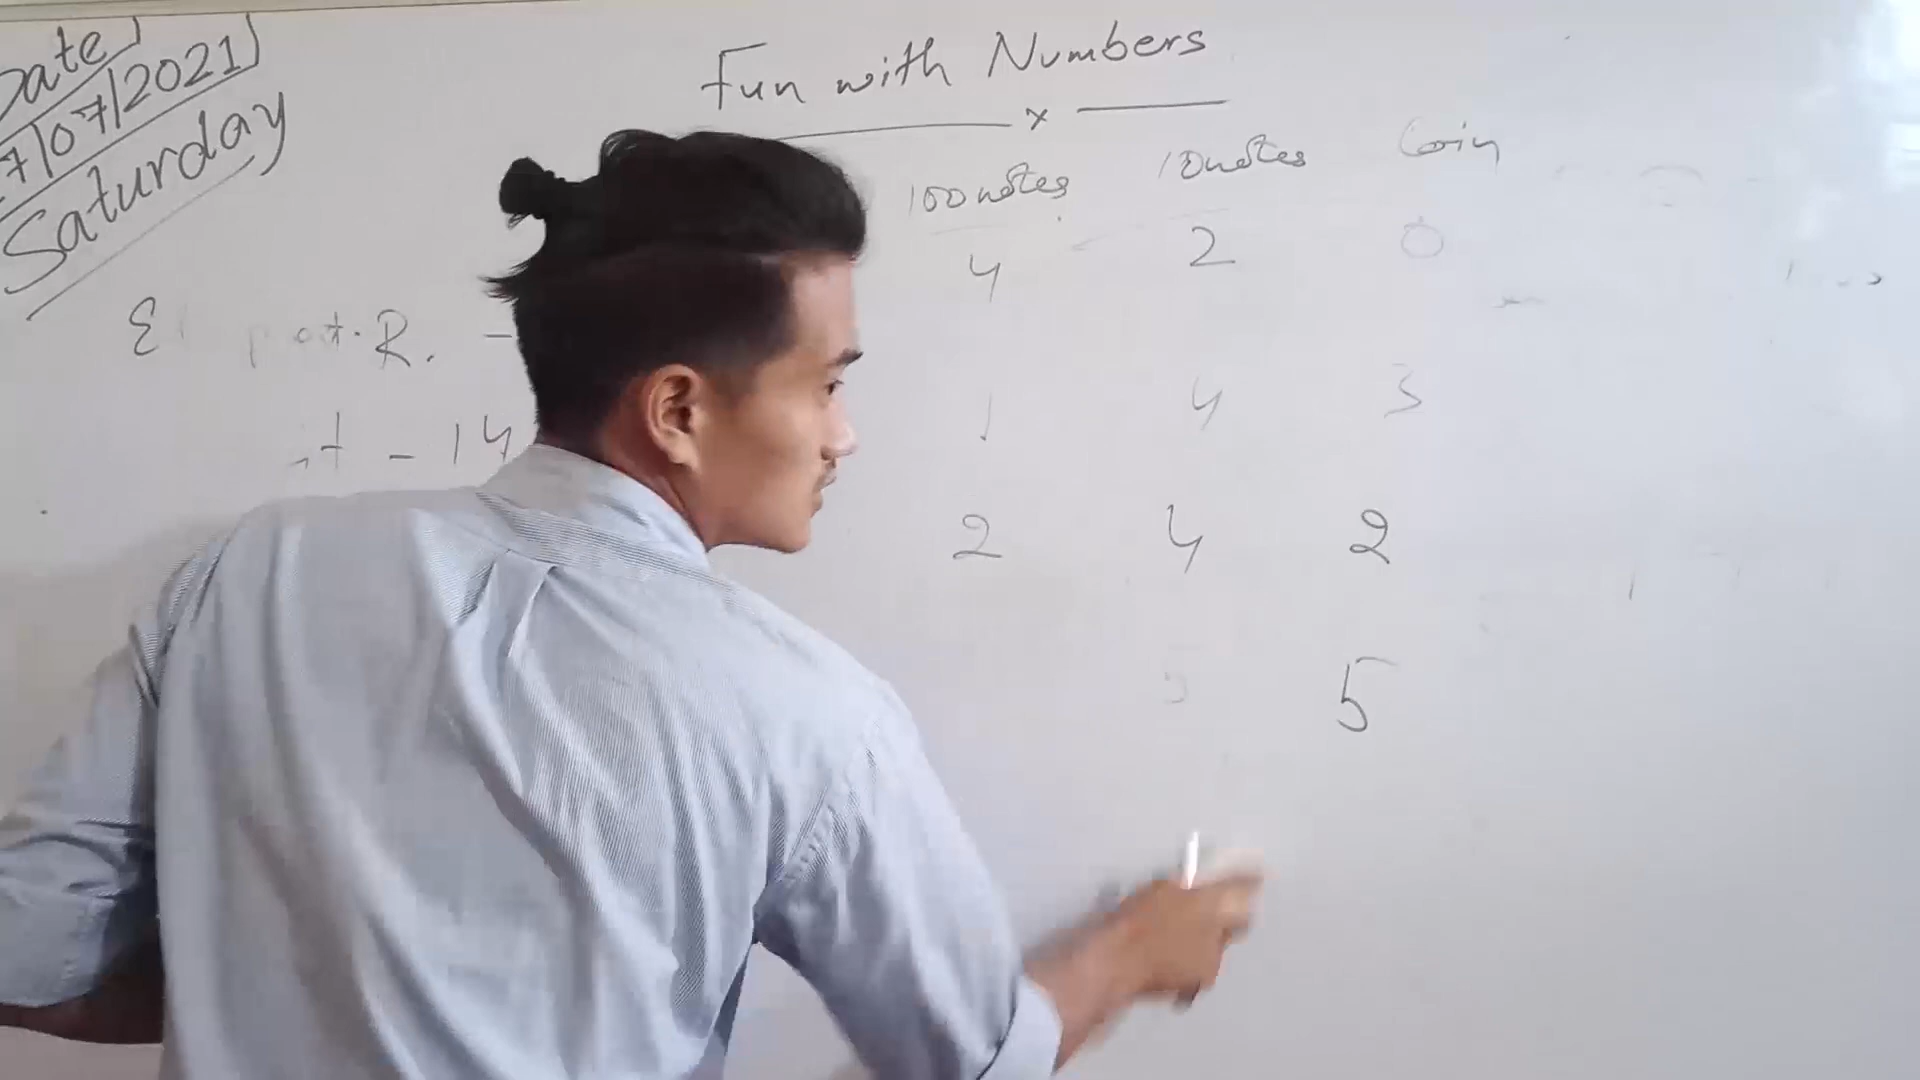 Date
7/07/2021
Saturday
Fun with Numbers
x
100 notes 10 notes Coin
4 2 0
R. -
1 4 3
- 14
2 4 2
5